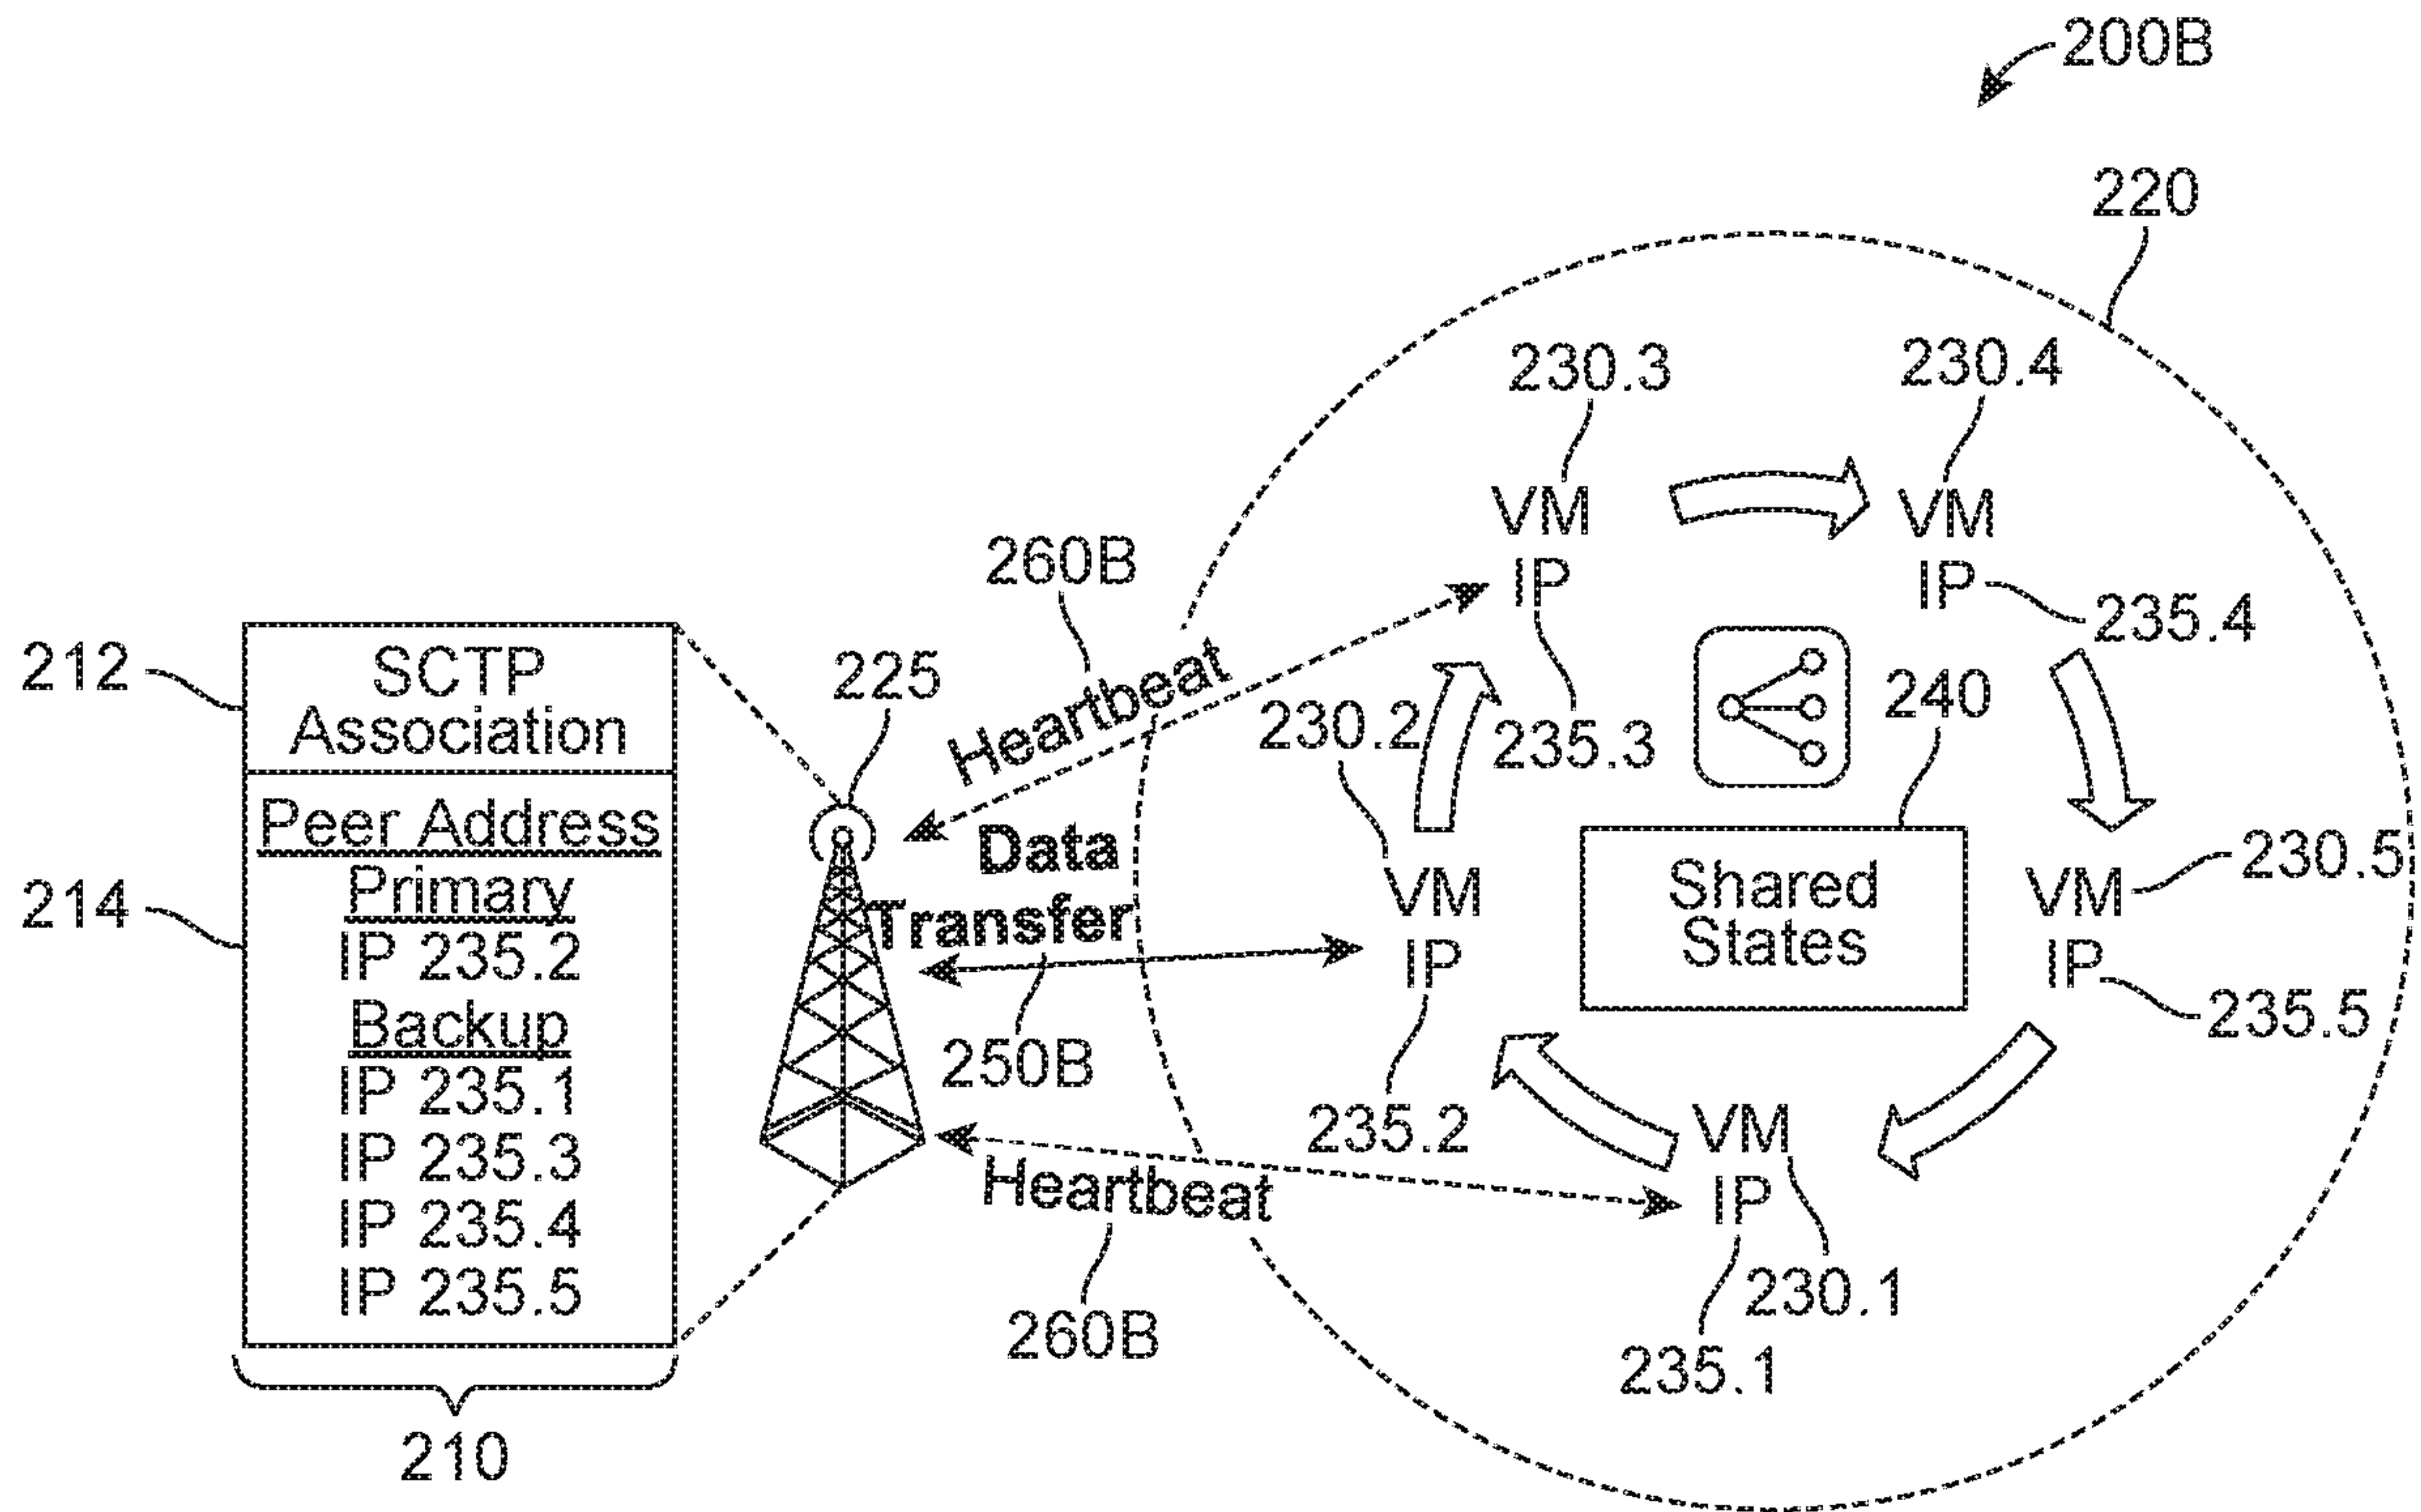 200B
220
230.3
230.4
VM
IP
VM
IP
235.4
260B
Heartbeat
225
212
SCTP
Association
230.2
235.3
240
Peer Address
Primary
IP 235.2
Backup
IP 235.1
IP 235.3
IP 235.4
IP 235.5
214
210
Data
Transfer
250B
VM
IP
235.2
Shared
States
VM
IP
230.5
235.5
Heartbeat
260B
VM
IP
230.1
235.1